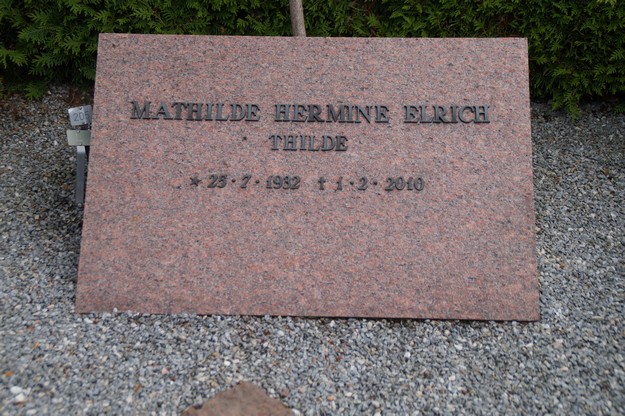 MATHILDE HERMINE ELRICH
THILDE
* 25 · 7 · 1932 † 1 · 2 · 2010